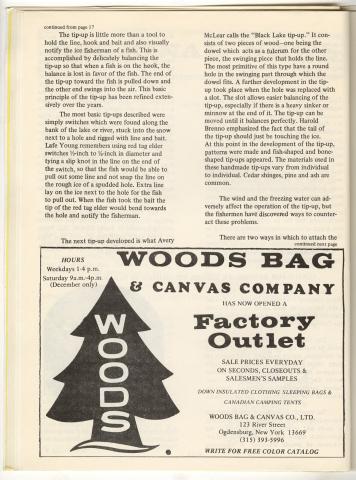 continued from page 17
The tip-up is little more than a tool to
hold the line, hook and bait and also visually
notify the ice fisherman of a fish. This is
accomplished by delicately balancing the
tip-up so that when a fish is on the hook, the
balance is lost in favor of the fish. The end of
the tip-up toward the fish is pulled down and
the other end swings into the air. This basic
principle of the tip-up has been refined exten-
sively over the years.
The most basic tip-ups described were
simply switches which were found along the
bank of the lake or river, stuck into the snow
next to a hole and rigged with line and bait.
Lafe Young remembers using red tag elder
switches ¼-inch to ½-inch in diameter and
tying a slip knot in the line on the end of
the switch, so that the fish would be able to
pull out some line and not snap the line on
the rough ice of a spudded hole. Extra line
lay on the ice next to the hole for the fish
to pull out. When the fish took the bait the
tip of the red tag elder would bend towards
the hole and notify the fisherman.
The next tip-up developed is what Avery
McLear calls the "Black Lake tip-up." It con-
sists of two pieces of wood—one being the
dowel which acts as a fulcrum for the other
piece, the swinging piece that holds the line.
The most primitive of this type have a round
hole in the swinging part through which the
dowel fits. A further development in the tip-
up took place when the hole was replaced with
a slot. The slot allows easier balancing of the
tip-up, especially if there is a heavy sinker or
minnow at the end of it. The tip-up can be
moved until it balances perfectly. Harold
Brenno emphasized the fact that the tail of
the tip-up should just be touching the ice.
At this point in the development of the tip-up,
patterns were made and fish-shaped and bone-
shaped tip-ups appeared. The materials used in
these handmade tip-ups vary from individual
to individual. Cedar shingles, pine and ash are
common.
The wind and the freezing water can ad-
versely affect the operation of the tip-up, but
the fishermen have discovered ways to counter-
act these problems.
There are two ways in which to attach the
continued next page
HOURS
Weekdays 1-4 p.m.
Saturday 9a.m.-4p.m.
(December only)
WOODS
WOODS BAG
& CANVAS COMPANY
HAS NOW OPENED A
Factory
Outlet
SALE PRICES EVERYDAY
ON SECONDS, CLOSEOUTS &
SALESMEN'S SAMPLES
DOWN INSULATED CLOTHING SLEEPING BAGS &
CANADIAN CAMPING TENTS
WOODS BAG & CANVAS CO., LTD.
123 River Street
Ogdensburg, New York 13669
(315) 393-5996
WRITE FOR FREE COLOR CATALOG